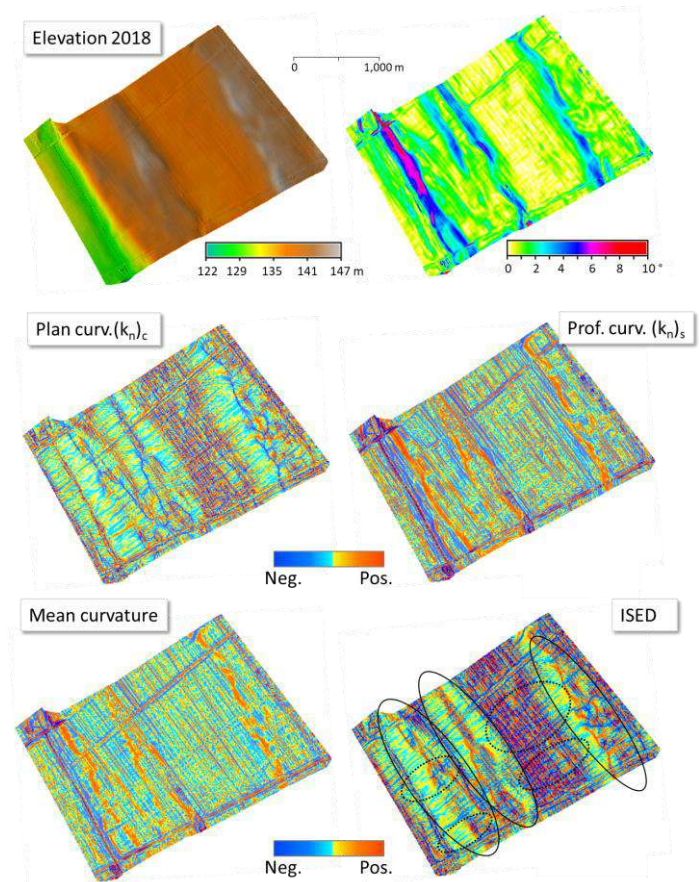 Elevation 2018
0 1,000 m
122 129 135 141 147 m
0 2 4 6 8 10 °
Plan curv.(kn)c
Prof. curv. (kn)s
Neg. Pos.
Mean curvature
ISED
Neg. Pos.